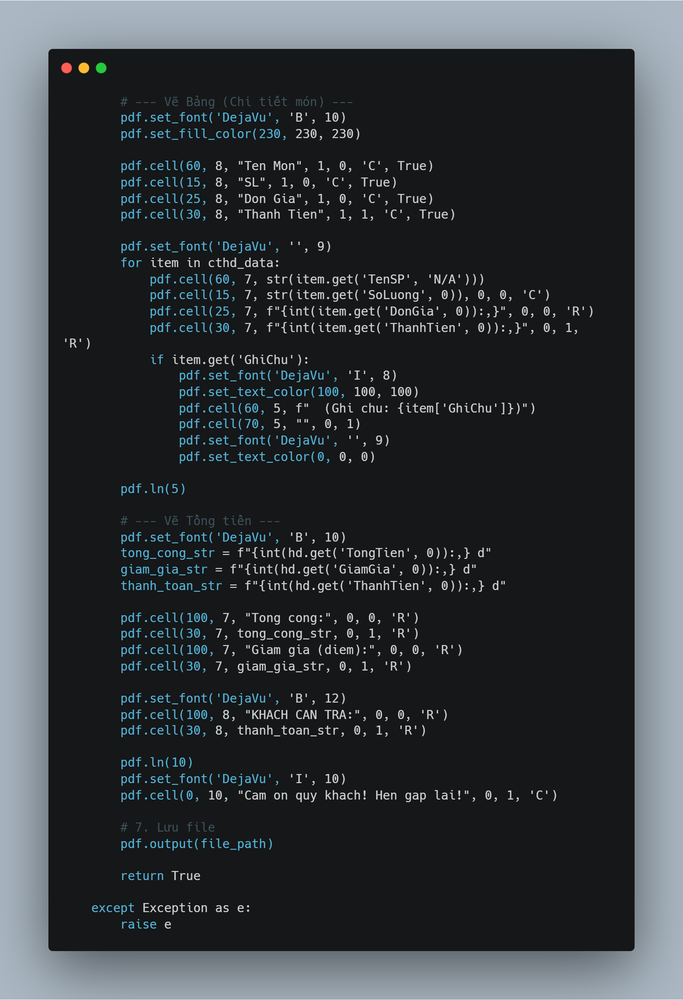 # --- Vẽ Bảng (Chi tiết món) ---
pdf.set_font('DejaVu', 'B', 10)
pdf.set_fill_color(230, 230, 230)
pdf.cell(60, 8, "Ten Mon", 1, 0, 'C', True)
pdf.cell(15, 8, "SL", 1, 0, 'C', True)
pdf.cell(25, 8, "Don Gia", 1, 0, 'C', True)
pdf.cell(30, 8, "Thanh Tien", 1, 1, 'C', True)
pdf.set_font('DejaVu', '', 9)
for item in cthd_data:
pdf.cell(60, 7, str(item.get('TenSP', 'N/A')))
pdf.cell(15, 7, str(item.get('SoLuong', 0)), 0, 0, 'C')
pdf.cell(25, 7, f"{int(item.get('DonGia', 0)):,}", 0, 0, 'R')
pdf.cell(30, 7, f"{int(item.get('ThanhTien', 0)):,}", 0, 1,
'R')
if item.get('GhiChu'):
pdf.set_font('DejaVu', 'I', 8)
pdf.set_text_color(100, 100, 100)
pdf.cell(60, 5, f"  (Ghi chu: {item['GhiChu']})")
pdf.cell(70, 5, "", 0, 1)
pdf.set_font('DejaVu', '', 9)
pdf.set_text_color(0, 0, 0)
pdf.ln(5)
# --- Vẽ Tổng tiền ---
pdf.set_font('DejaVu', 'B', 10)
tong_cong_str = f"{int(hd.get('TongTien', 0)):,} d"
giam_gia_str = f"{int(hd.get('GiamGia', 0)):,} d"
thanh_toan_str = f"{int(hd.get('ThanhTien', 0)):,} d"
pdf.cell(100, 7, "Tong cong:", 0, 0, 'R')
pdf.cell(30, 7, tong_cong_str, 0, 1, 'R')
pdf.cell(100, 7, "Giam gia (diem):", 0, 0, 'R')
pdf.cell(30, 7, giam_gia_str, 0, 1, 'R')
pdf.set_font('DejaVu', 'B', 12)
pdf.cell(100, 8, "KHACH CAN TRA:", 0, 0, 'R')
pdf.cell(30, 8, thanh_toan_str, 0, 1, 'R')
pdf.ln(10)
pdf.set_font('DejaVu', 'I', 10)
pdf.cell(0, 10, "Cam on quy khach! Hen gap lai!", 0, 1, 'C')
# 7. Lưu file
pdf.output(file_path)
return True
except Exception as e:
raise e